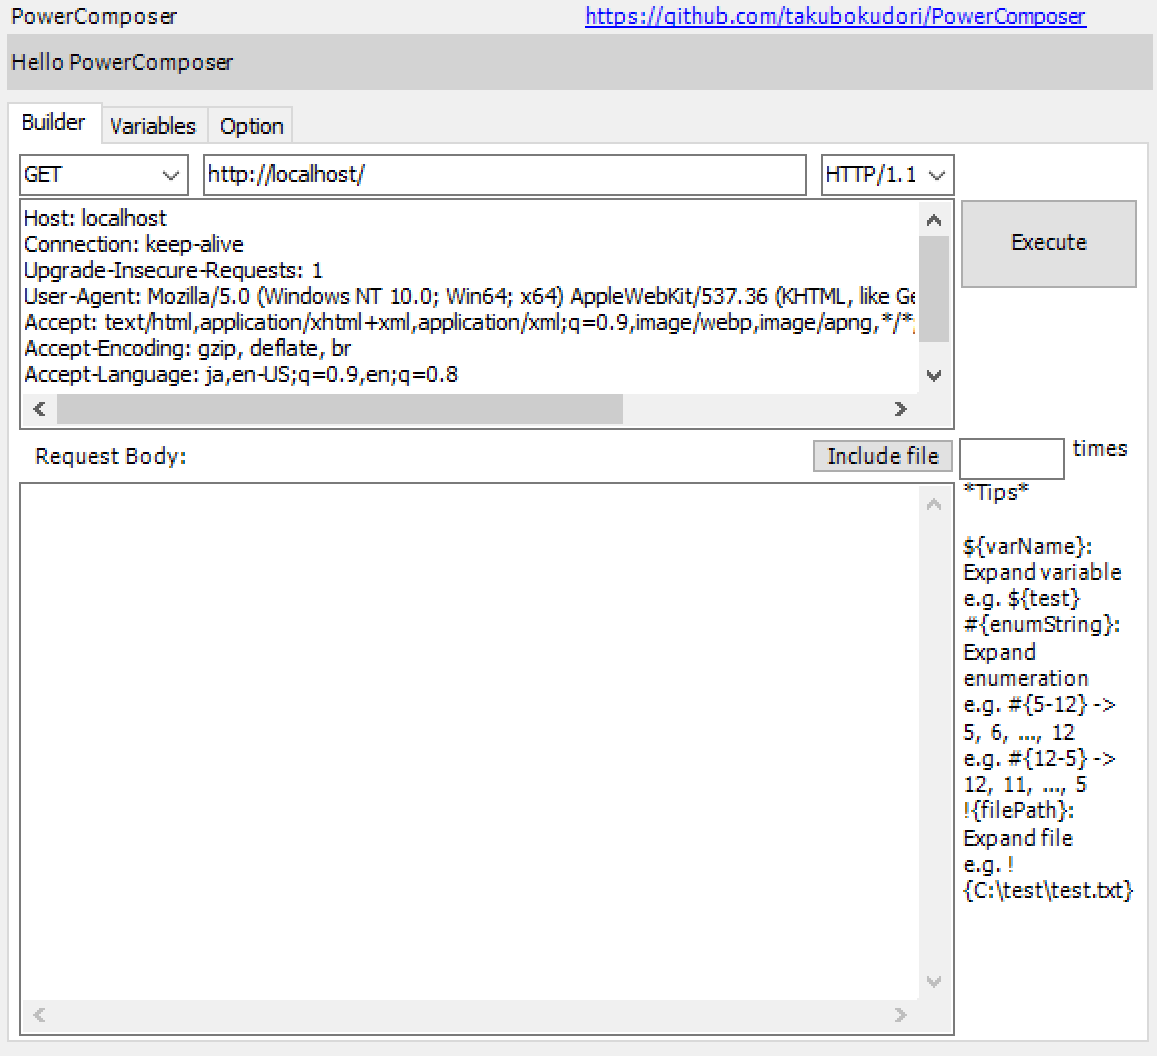 PowerComposer
https://github.com/takubokudori/PowerComposer
Hello PowerComposer
Builder
Variables
Option
GET
http://localhost/
HTTP/1.1
Host: localhost
Connection: keep-alive
Upgrade-Insecure-Requests: 1
User-Agent: Mozilla/5.0 (Windows NT 10.0; Win64; x64) AppleWebKit/537.36 (KHTML, like Ge
Accept: text/html,application/xhtml+xml,application/xml;q=0.9,image/webp,image/apng,*/*;
Accept-Encoding: gzip, deflate, br
Accept-Language: ja,en-US;q=0.9,en;q=0.8
Execute
Request Body:
Include file
times
*Tips*
${varName}:
Expand variable
e.g. ${test}
#{enumString}:
Expand
enumeration
e.g. #{5-12} ->
5, 6, ..., 12
e.g. #{12-5} ->
12, 11, ..., 5
!{filePath}:
Expand file
e.g. !
{C:\test\test.txt}